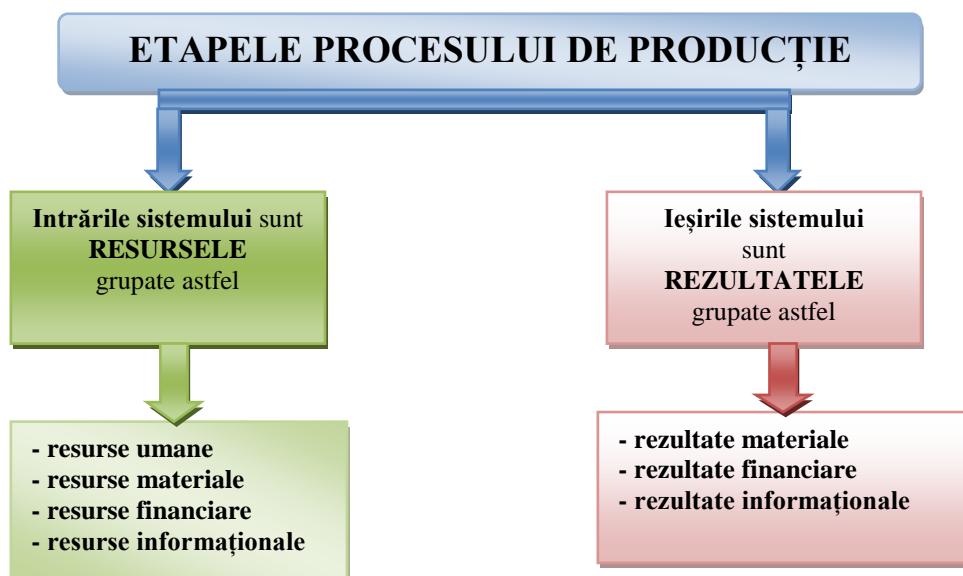 ETAPELE PROCESULUI DE PRODUCȚIE
Intrările sistemului sunt
RESURSELE
grupate astfel
- resurse umane
- resurse materiale
- resurse financiare
- resurse informaționale
Ieșirile sistemului
sunt
REZULTATELE
grupate astfel
- rezultate materiale
- rezultate financiare
- rezultate informaționale